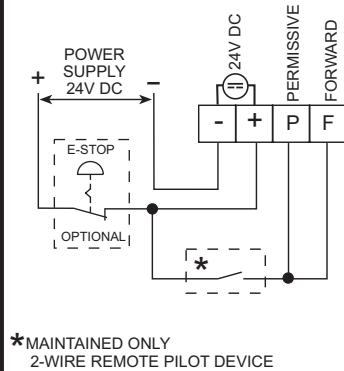 POWER
SUPPLY
24V DC
+
–
24V DC
PERMISSIVE
FORWARD
- + P F
E-STOP
OPTIONAL
*
*MAINTAINED ONLY
2-WIRE REMOTE PILOT DEVICE